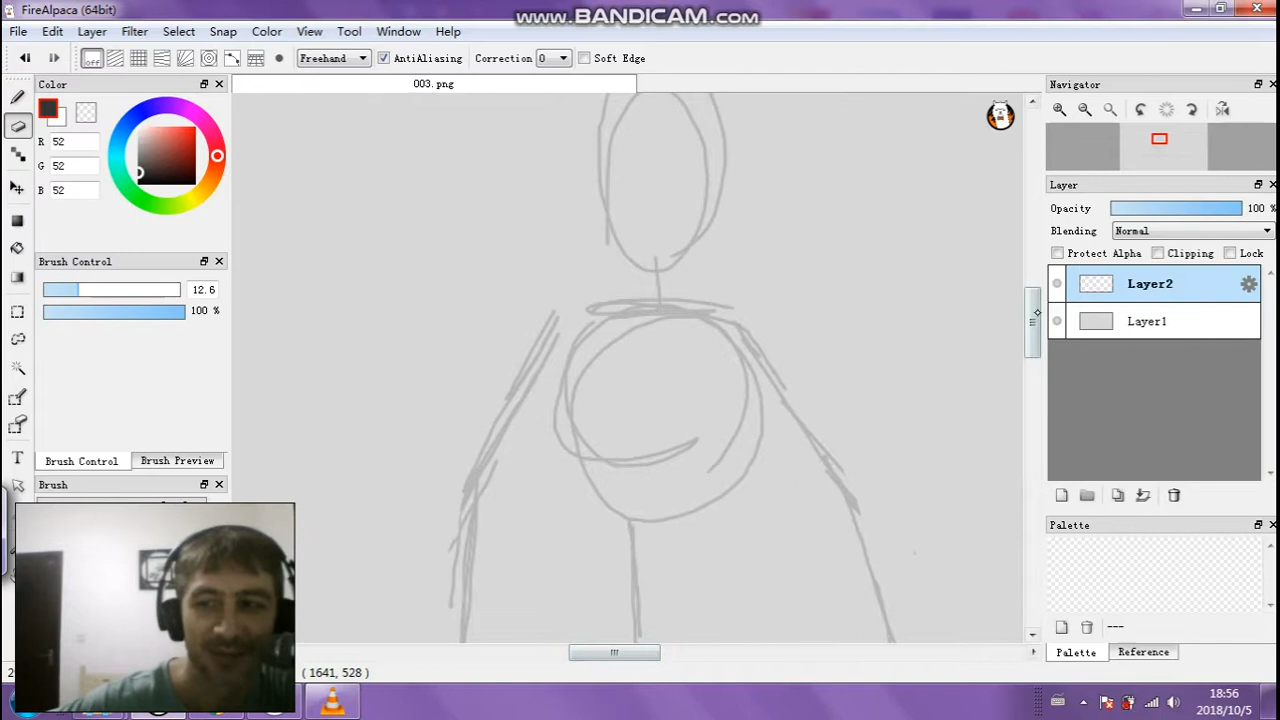 FireAlpaca (64bit)
www.BANDICAM.com
File Edit Layer Filter Select Snap Color View Tool Window Help
off Freehand AntiAliasing Correction 0 Soft Edge
Color
003.png
Navigator
R 52
G 52
B 52
Layer
Opacity 100 %
Blending Normal
Protect Alpha Clipping Lock
Brush Control
12.6
100 %
Layer2
Layer1
Brush Control Brush Preview
Brush
Palette
---
Palette Reference
( 1641, 528 )
18:56
2018/10/5